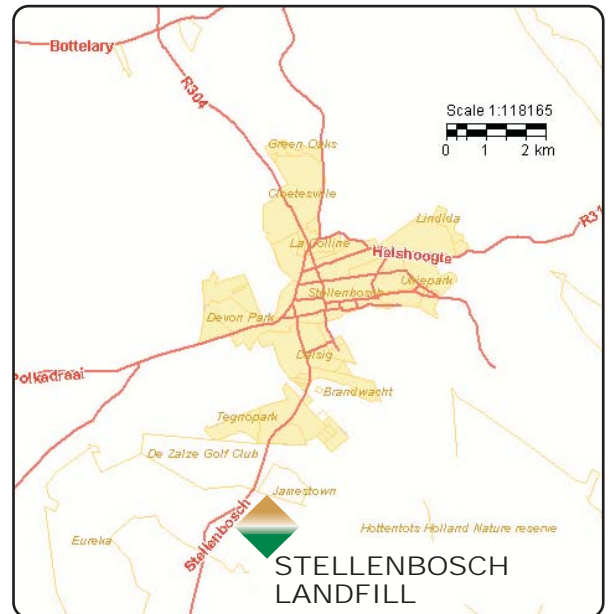 Bottelary
R304
Scale 1:118165
0 1 2 km
Green Oaks
Cloetesville
Lindida
R31
La Colline
Helshoogte
Uniepark
Stellenbosch
Devon Park
Dalsig
Polkadraai
Brandwacht
Tegnopark
De Zalze Golf Club
Jamestown
Stellenbosch
Hottentots Holland Nature reserve
Eureka
STELLENBOSCH
LANDFILL